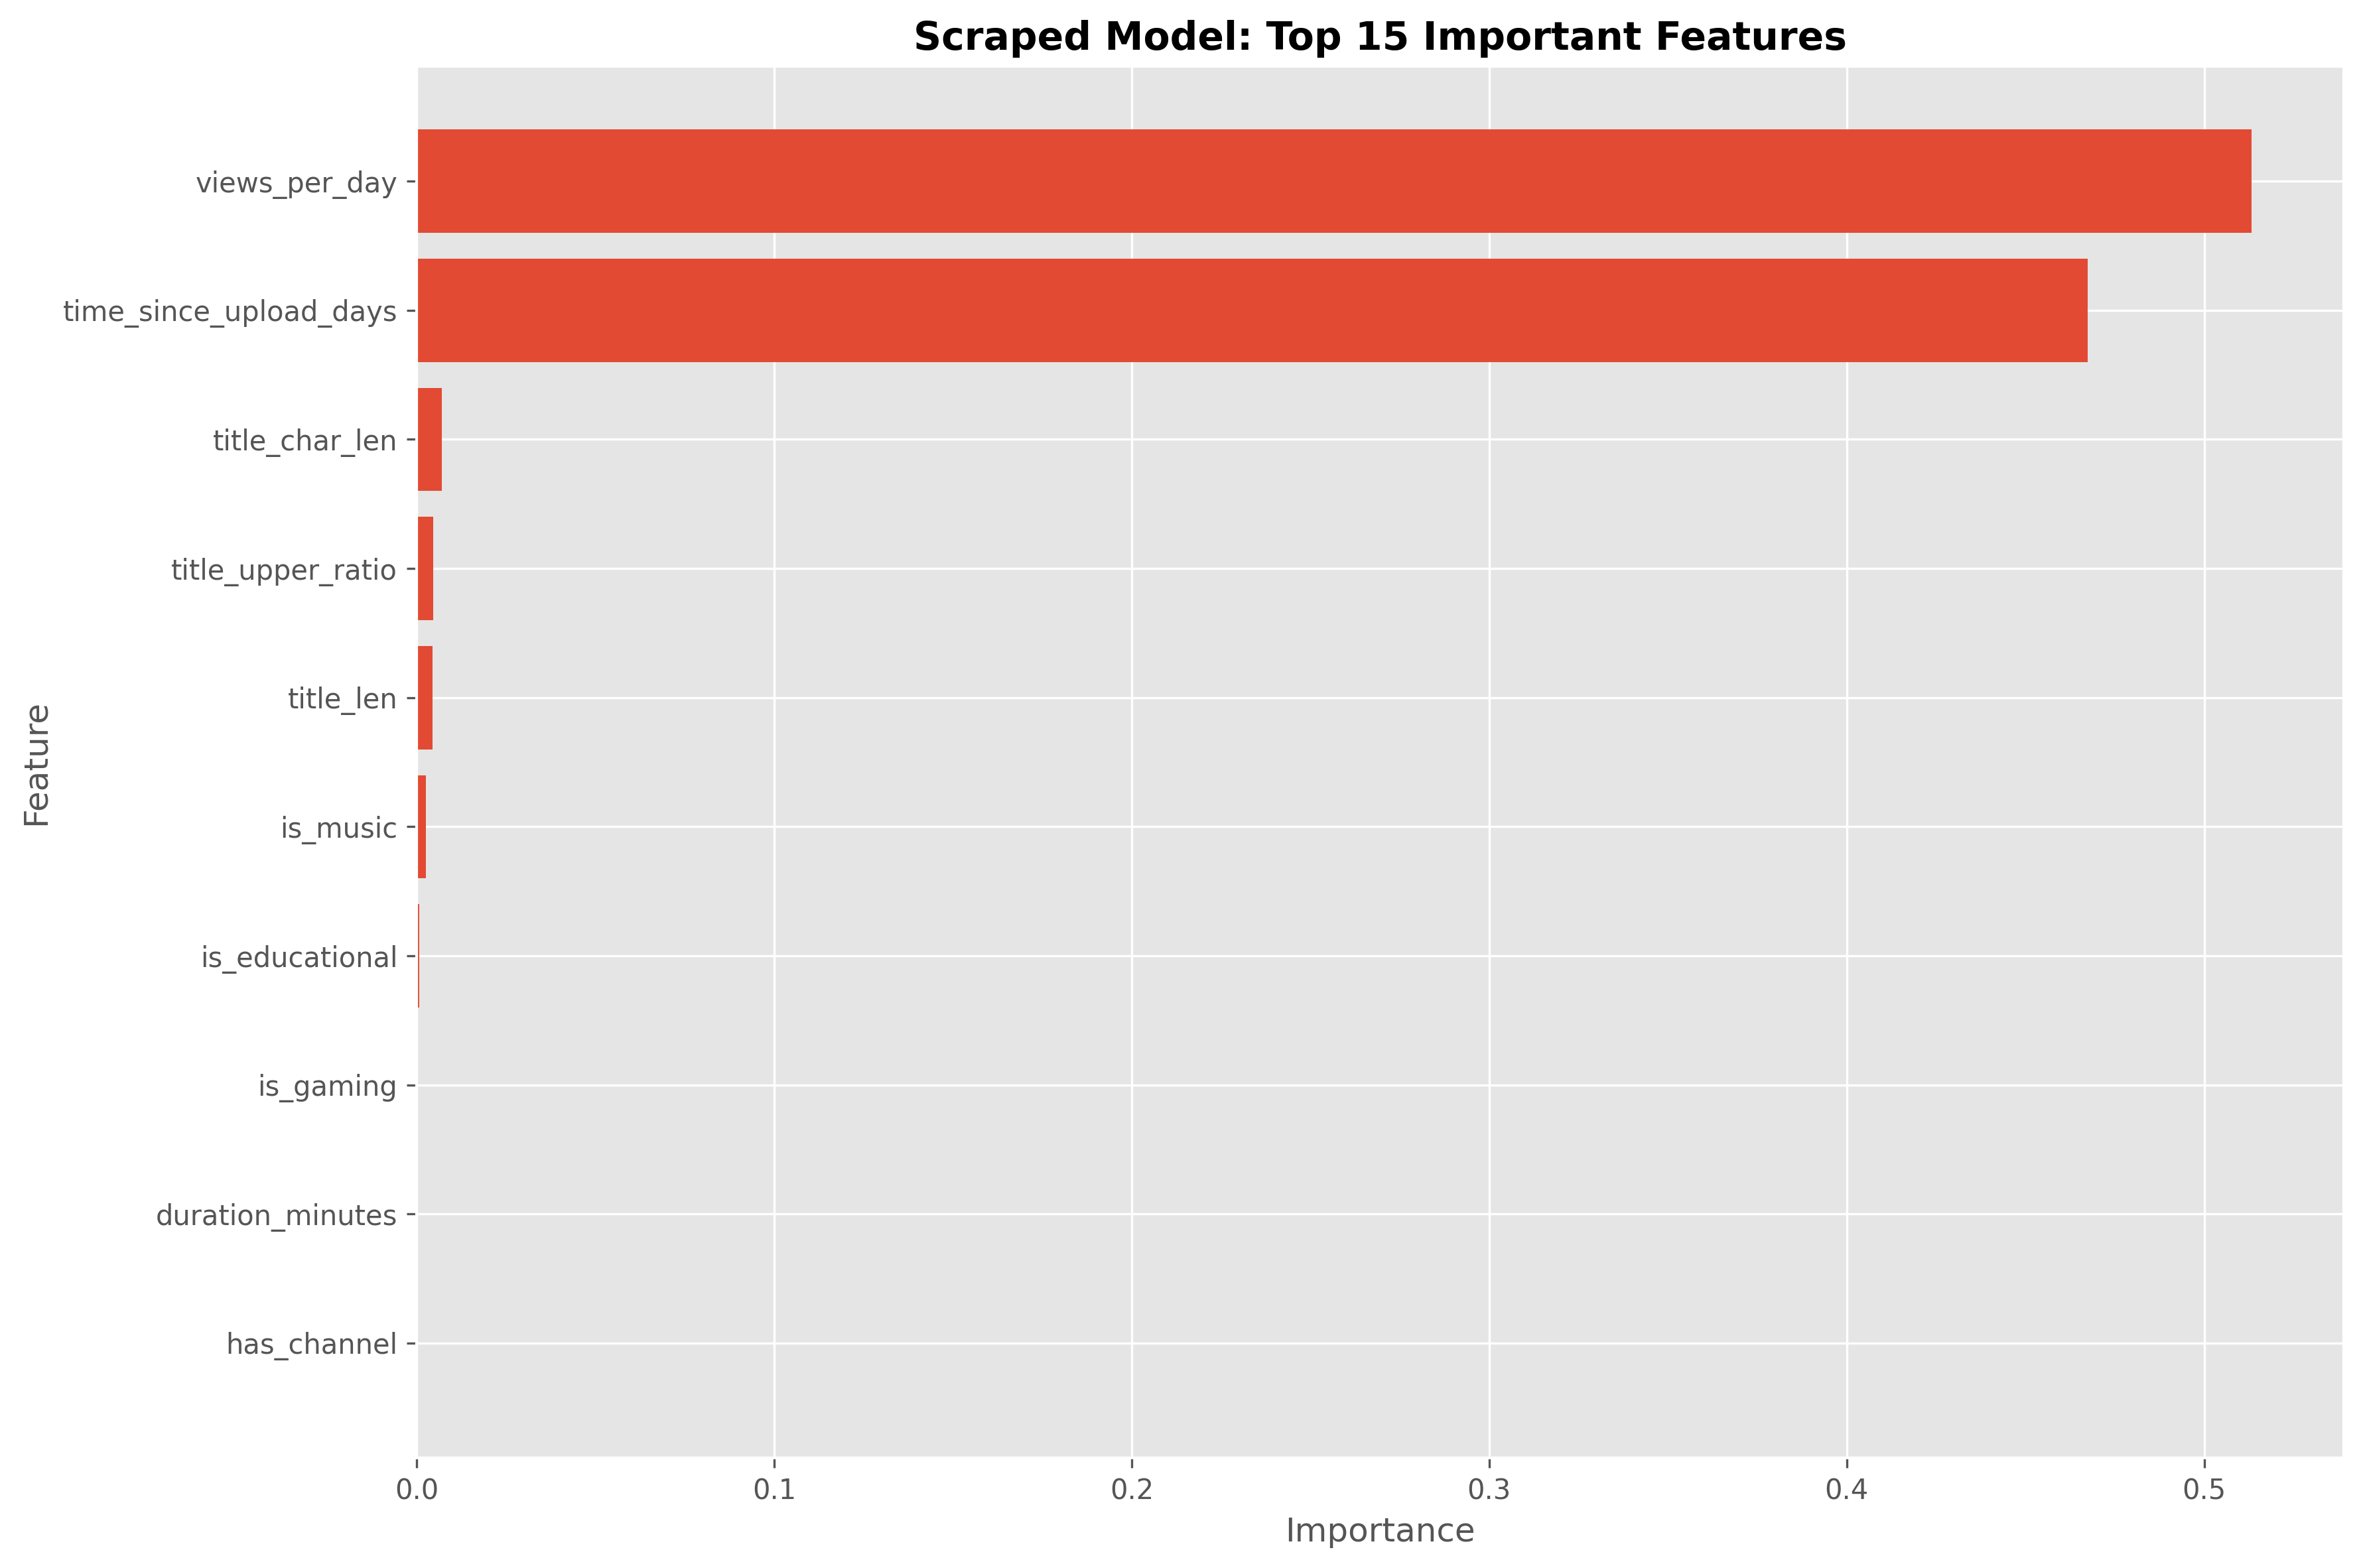 Scraped Model: Top 15 Important Features
views_per_day
time_since_upload_days
title_char_len
title_upper_ratio
title_len
is_music
is_educational
is_gaming
duration_minutes
has_channel
Feature
0.0 0.1 0.2 0.3 0.4 0.5
Importance